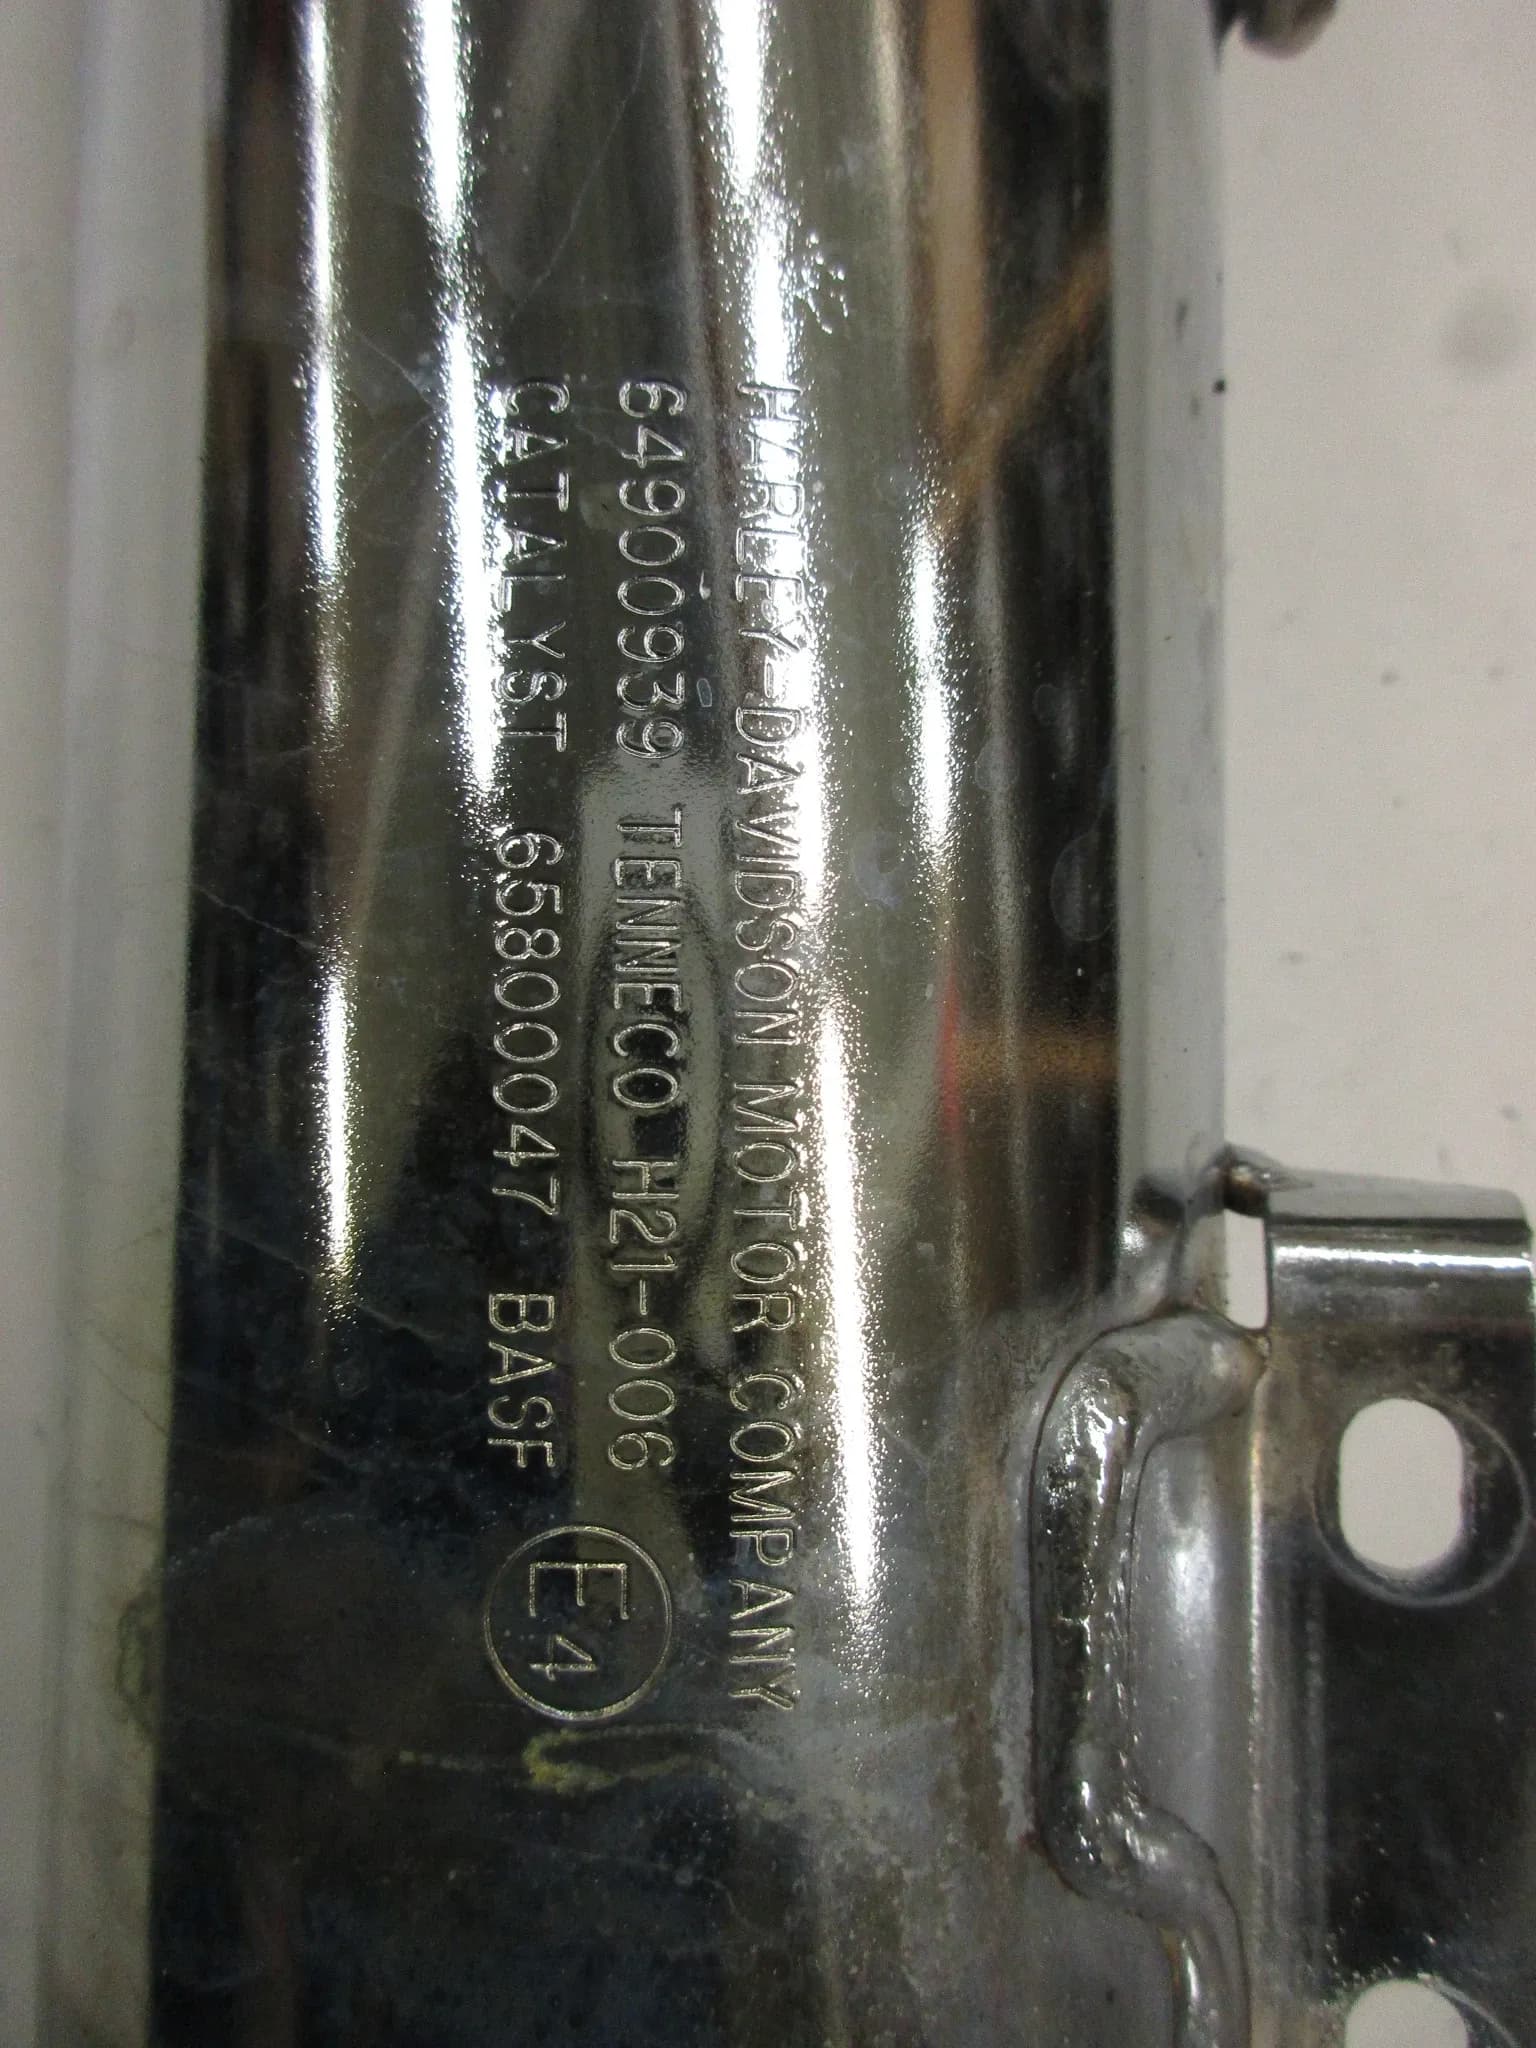 HARLEY-DAVIDSON MOTOR COMPANY
64900939 TENNECO H21-006
CATALYST 65800047 BASF
E4